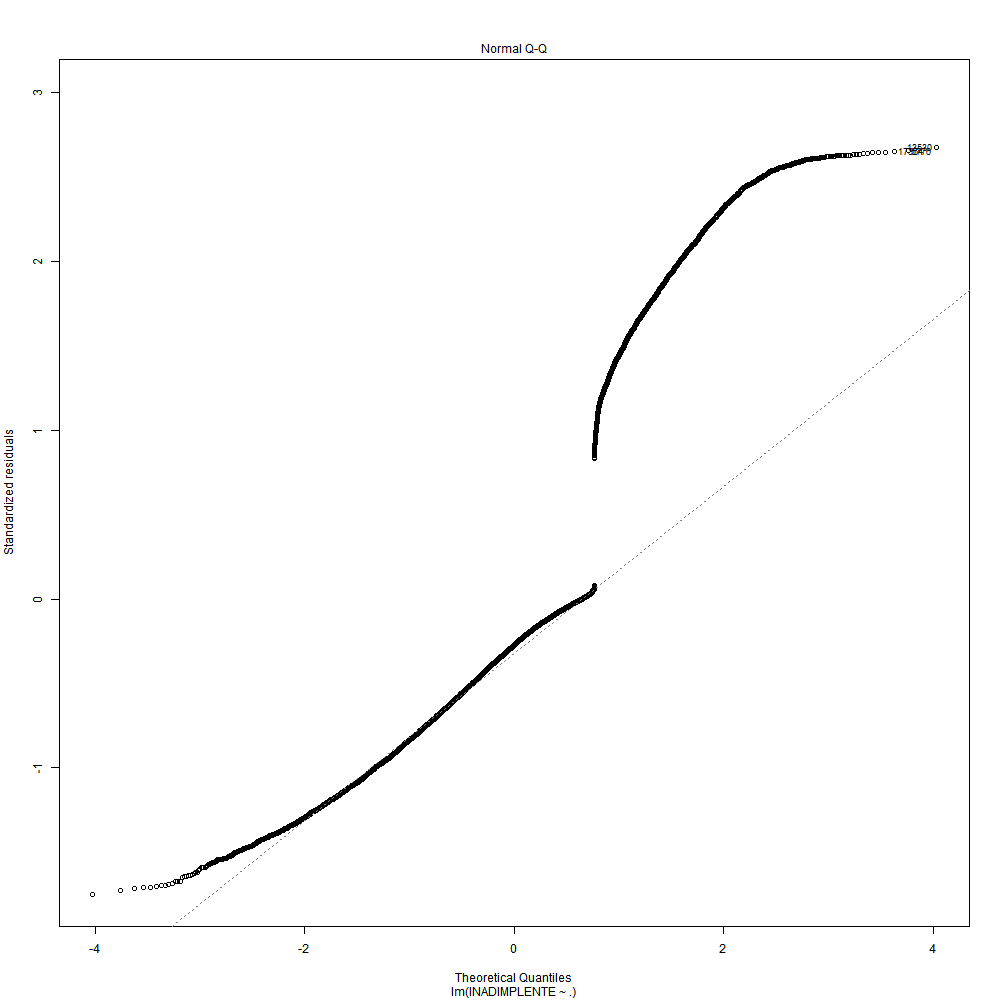 Normal Q-Q
3
2
1
0
-1
Standardized residuals
-4
-2
0
2
4
Theoretical Quantiles
lm(INADIMPLENTE ~ .)